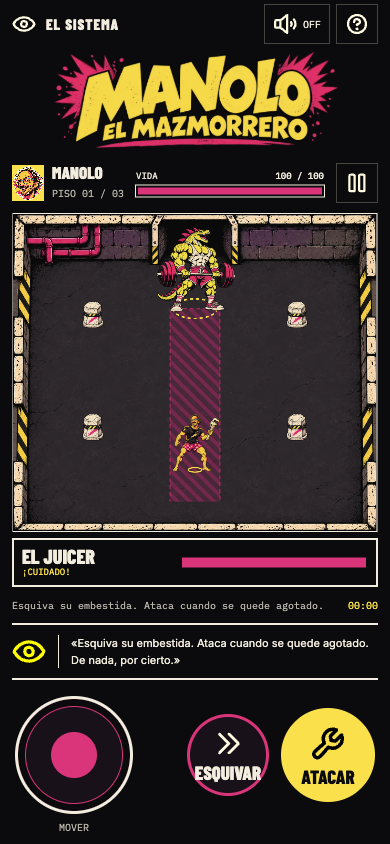 EL SISTEMA
OFF
MANOLO
EL MAZMORRERO
MANOLO
PISO 01 / 03
VIDA
100 / 100
EL JUICER
¡CUIDADO!
Esquiva su embestida. Ataca cuando se quede agotado.
00:00
«Esquiva su embestida. Ataca cuando se quede agotado.
De nada, por cierto.»
ESQUIVAR
ATACAR
MOVER